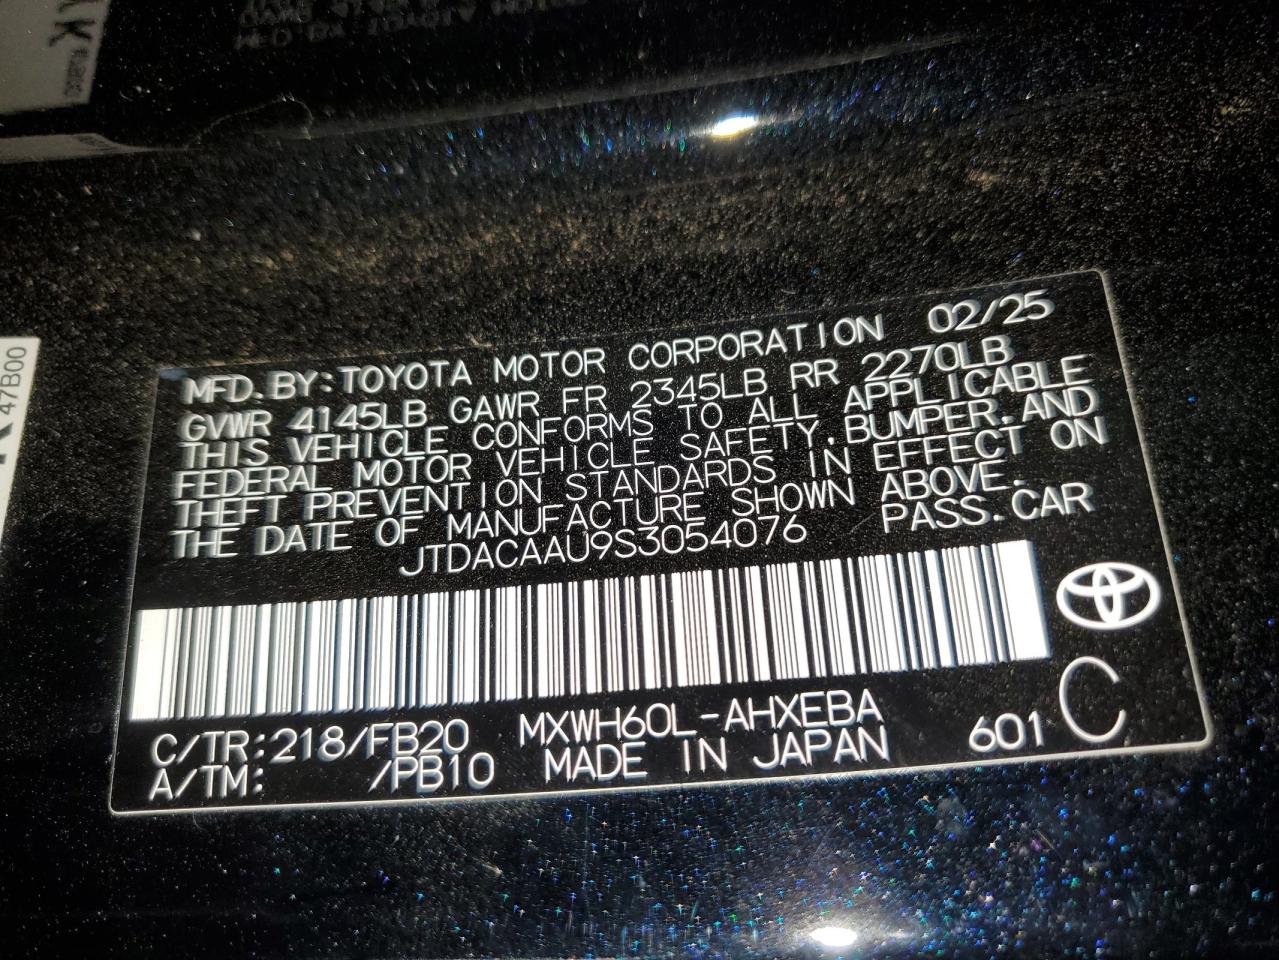 47B00
MFD.BY:TOYOTA MOTOR CORPORATION 02/25
GVWR 4145LB GAWR FR 2345LB RR 2270LB
THIS VEHICLE CONFORMS TO ALL APPLICABLE
FEDERAL MOTOR VEHICLE SAFETY,BUMPER,AND
THEFT PREVENTION STANDARDS IN EFFECT ON
THE DATE OF MANUFACTURE SHOWN ABOVE.
JTDACAAU9S3054076 PASS.CAR
C/TR:218/FB20 MXWH60L-AHXEBA
A/TM: /PB10 MADE IN JAPAN 601 C